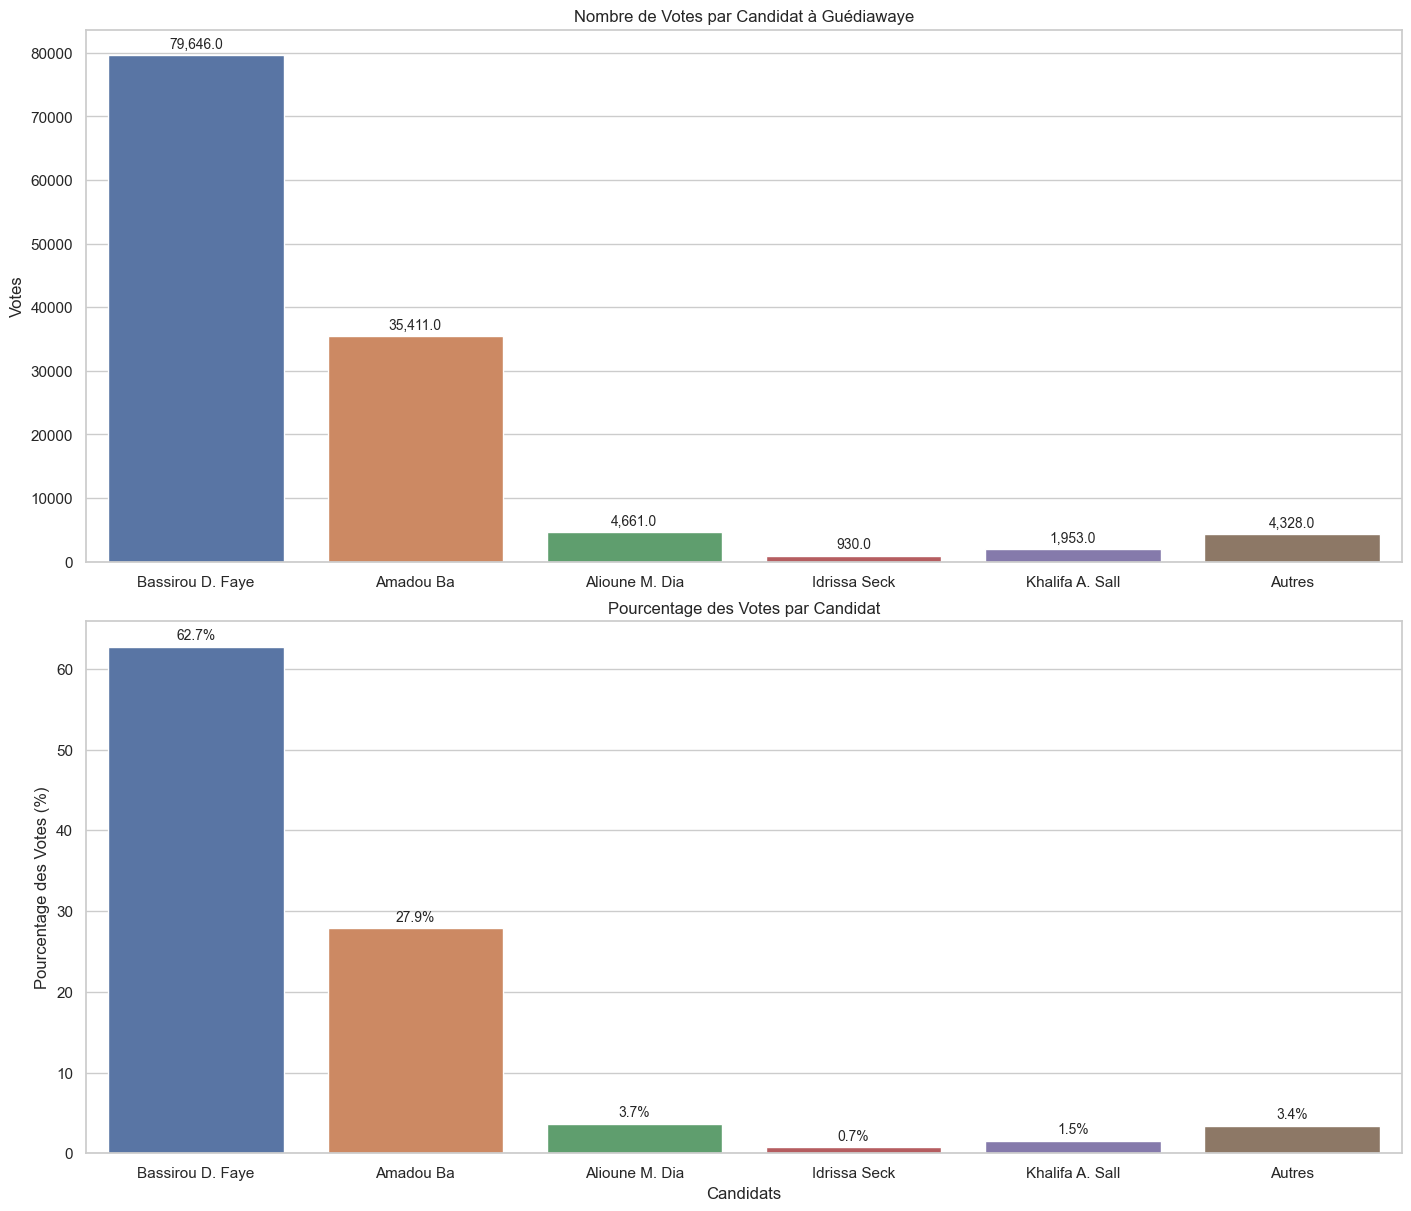 Nombre de Votes par Candidat à Guédiawaye
80000
70000
60000
50000
40000
30000
20000
10000
0
Votes
79,646.0
35,411.0
4,661.0
930.0
1,953.0
4,328.0
Bassirou D. Faye
Amadou Ba
Alioune M. Dia
Idrissa Seck
Khalifa A. Sall
Autres
Pourcentage des Votes par Candidat
60
50
40
30
20
10
0
Pourcentage des Votes (%)
62.7%
27.9%
3.7%
0.7%
1.5%
3.4%
Bassirou D. Faye
Amadou Ba
Alioune M. Dia
Idrissa Seck
Khalifa A. Sall
Autres
Candidats